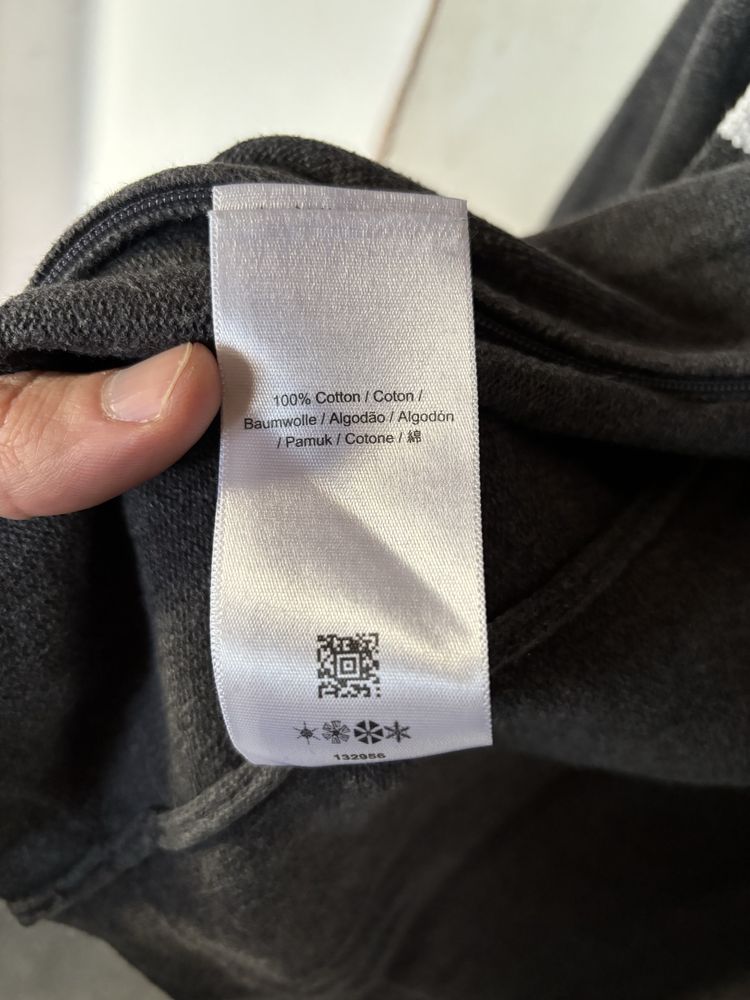 100% Cotton / Coton /
Baumwolle / Algodão / Algodón
/ Pamuk / Cotone / 綿
132956